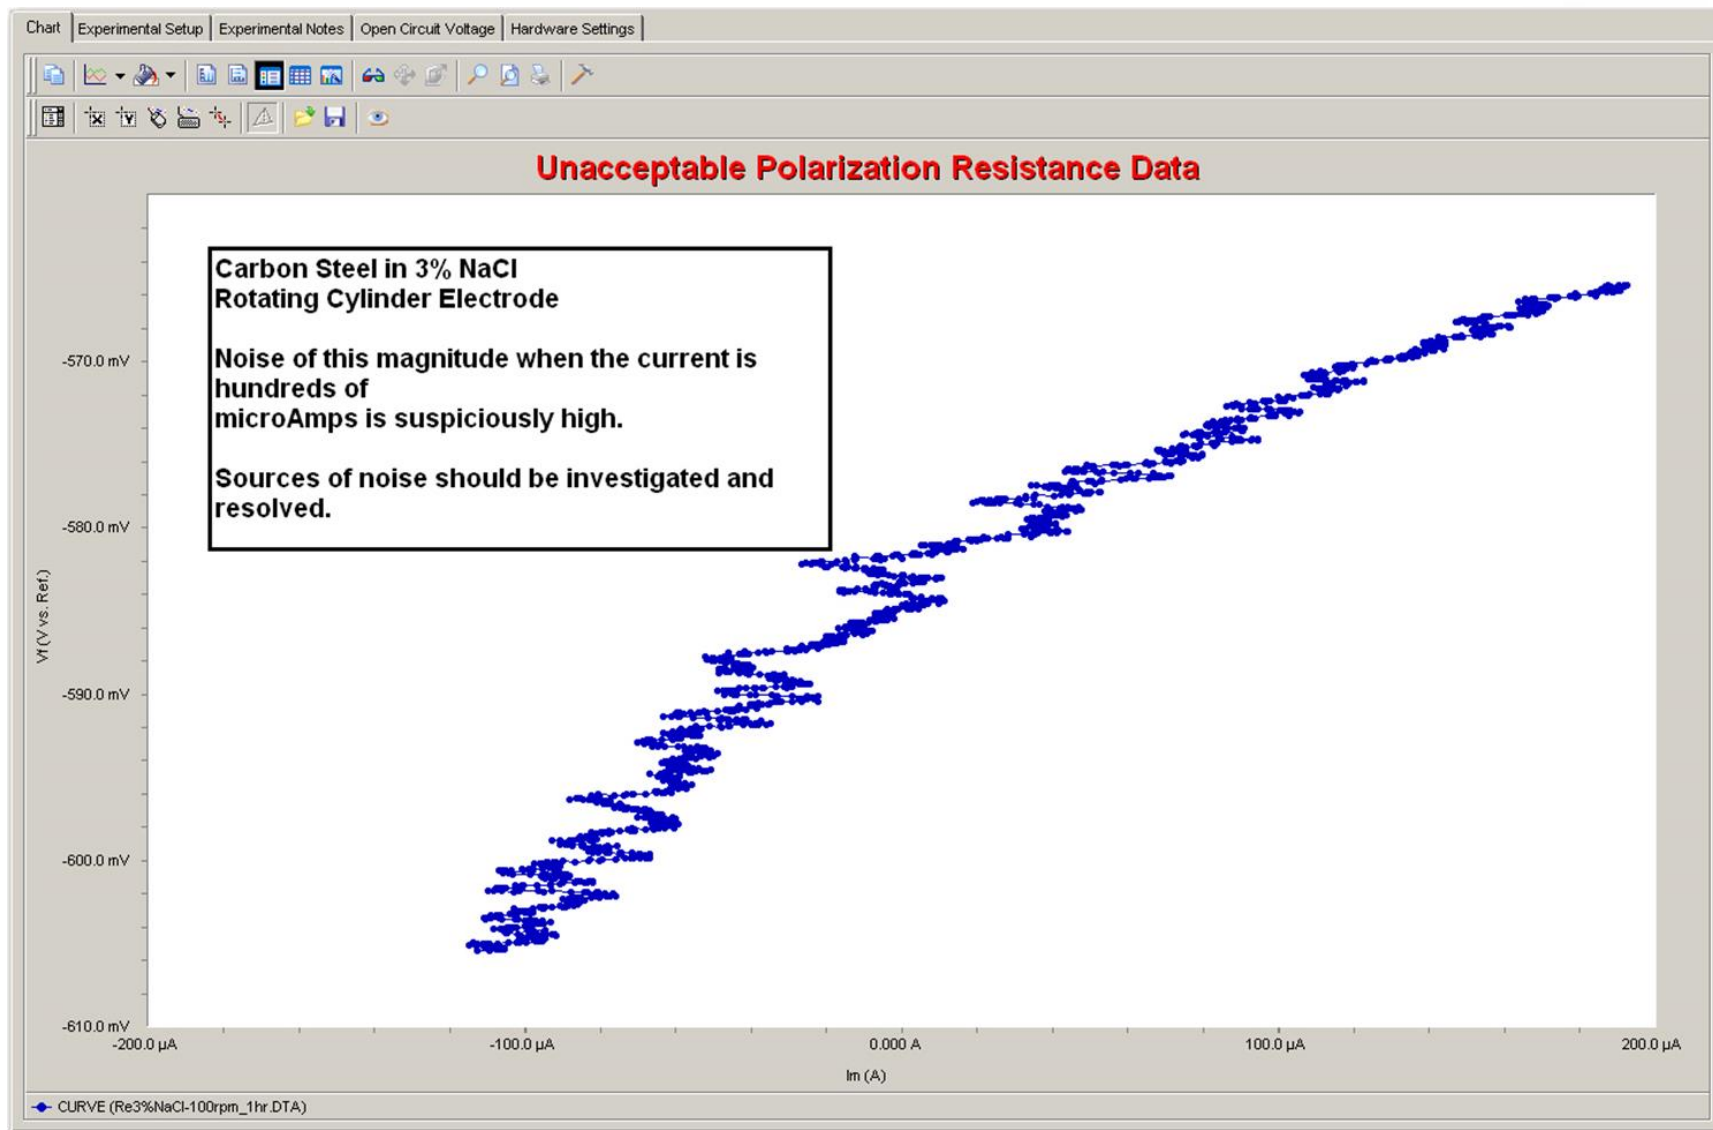 Chart Experimental Setup Experimental Notes Open Circuit Voltage Hardware Settings
Unacceptable Polarization Resistance Data
Carbon Steel in 3% NaCl
Rotating Cylinder Electrode
Noise of this magnitude when the current is
hundreds of
microAmps is suspiciously high.
Sources of noise should be investigated and
resolved.
-570.0 mV
-580.0 mV
-590.0 mV
-600.0 mV
-610.0 mV
Vf (V vs. Ref.)
-200.0 µA -100.0 µA 0.000 A 100.0 µA 200.0 µA
Im (A)
CURVE (Re3%NaCl-100rpm_1hr.DTA)